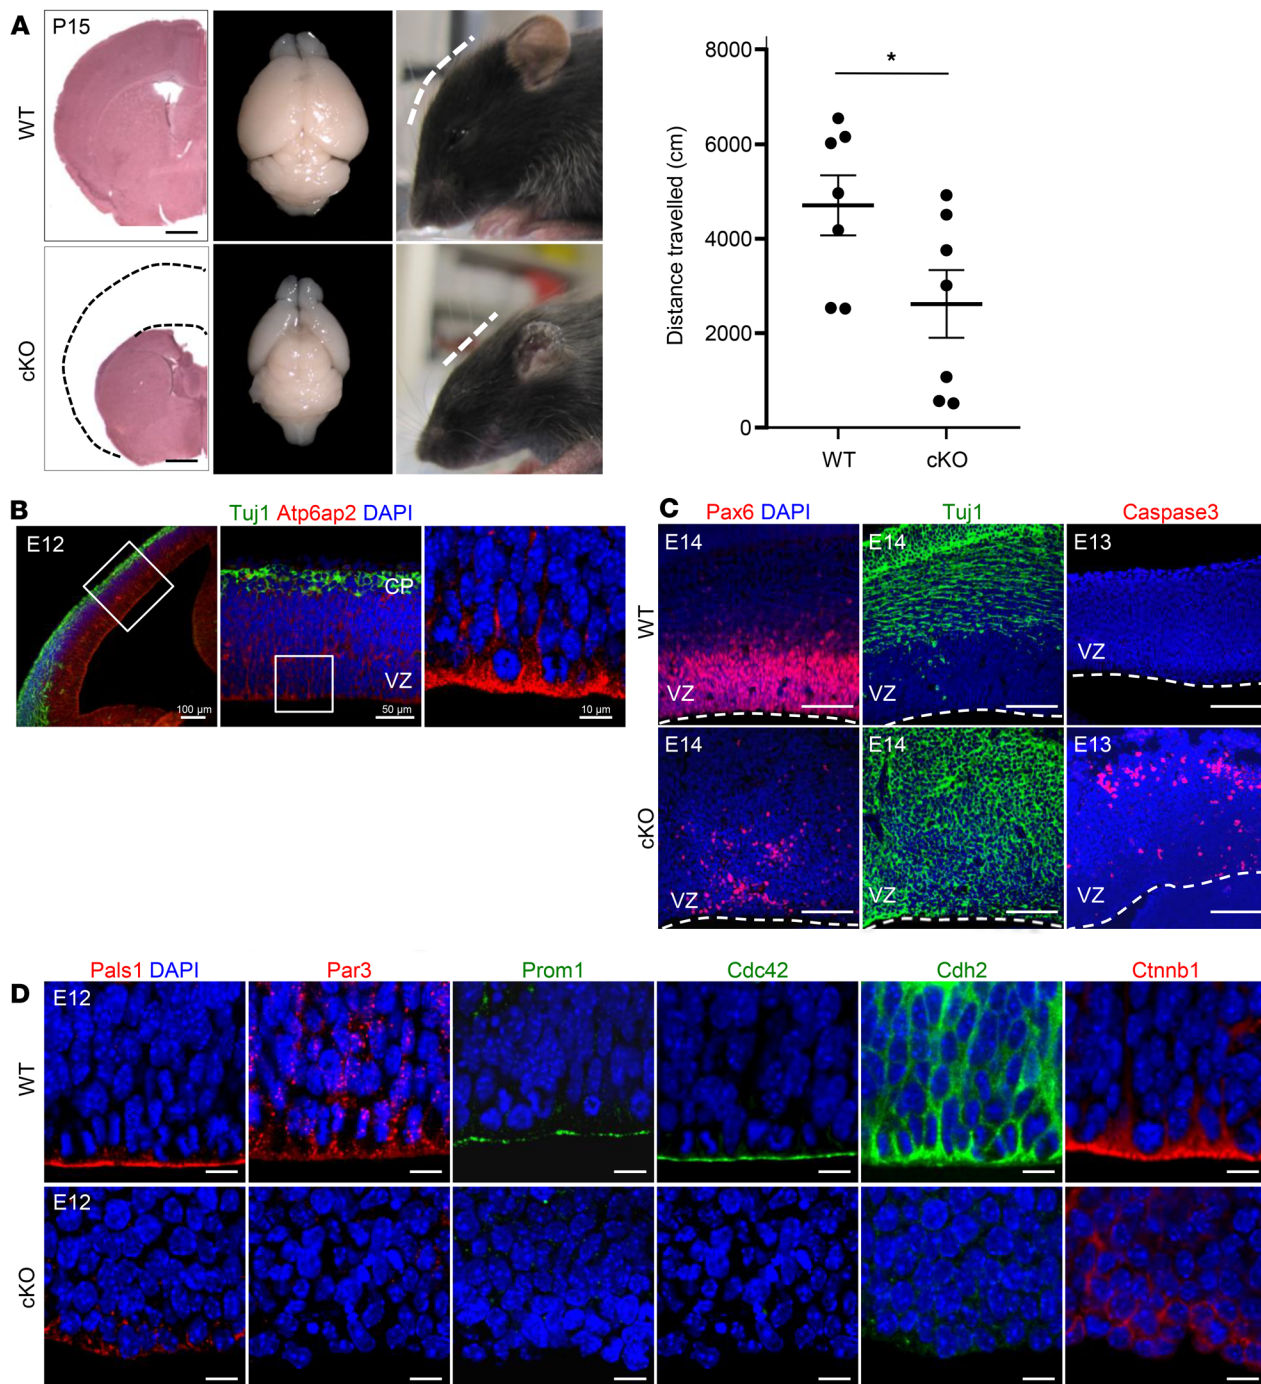 A
P15
WT
cKO
Distance travelled (cm)
8000
6000
4000
2000
0
*
WT
cKO
B
Tuj1 Atp6ap2 DAPI
E12
100 µm
CP
VZ
50 µm
10 µm
C
Pax6 DAPI
Tuj1
Caspase3
WT
E14
VZ
E14
VZ
E13
VZ
cKO
E14
VZ
E14
VZ
E13
VZ
D
Pals1 DAPI
Par3
Prom1
Cdc42
Cdh2
Ctnnb1
WT
E12
cKO
E12